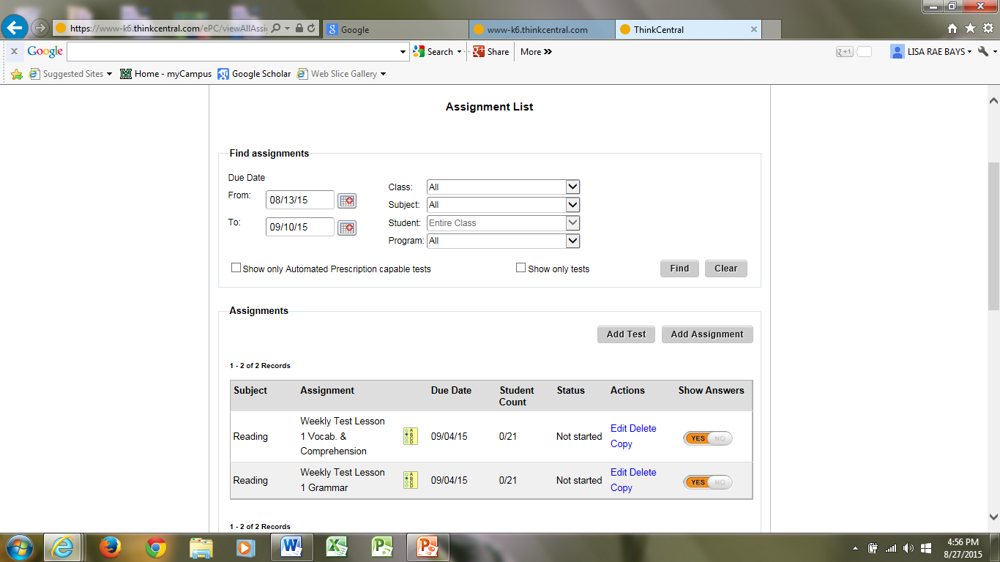 https://www-k6.thinkcentral.com/ePC/viewAllAssi
Google
www-k6.thinkcentral.com
ThinkCentral
x Google Search Share More »
g +1
LISA RAE BAYS
Suggested Sites
Home - myCampus
Google Scholar
Web Slice Gallery
Assignment List
Find assignments
Due Date
From: 08/13/15
To: 09/10/15
Class: All
Subject: All
Student: Entire Class
Program: All
Show only Automated Prescription capable tests
Show only tests
Find
Clear
Assignments
Add Test
Add Assignment
1 - 2 of 2 Records
Subject Assignment Due Date Student Count Status Actions Show Answers
Reading
Weekly Test Lesson
1 Vocab. &
Comprehension
09/04/15
0/21
Not started
Edit Delete
Copy
YES NO
Reading
Weekly Test Lesson
1 Grammar
09/04/15
0/21
Not started
Edit Delete
Copy
YES NO
1 - 2 of 2 Records
4:56 PM
8/27/2015